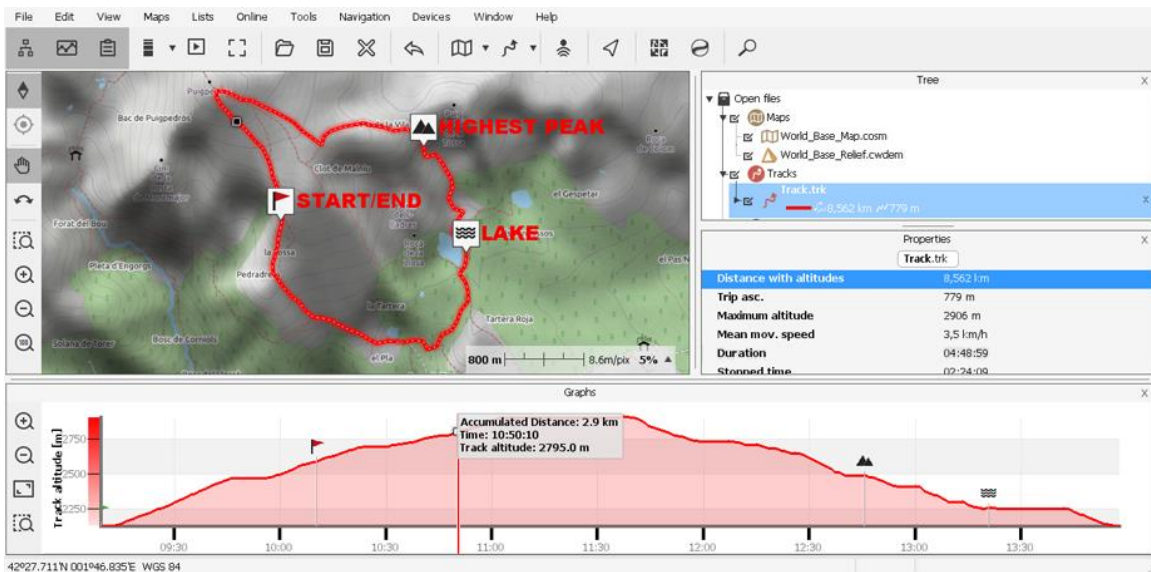 File Edit View Maps Lists Online Tools Navigation Devices Window Help
Tree
X
Open files
Maps
World_Base_Map.cosm
World_Base_Relief.cwdem
Tracks
Track.trk
8,562 km 779 m
X
Properties
X
Track.trk
Distance with altitudes 8,562 km
Trip asc. 779 m
Maximum altitude 2906 m
Mean mov. speed 3,5 km/h
Duration 04:48:59
Stopped time 02:24:09
Bac de Puigpedrós
HIGHEST PEAK
Clot de Malniu
START/END
el Gespetar
LAKE
Forat del Bou
la Tossa
Pleta d'Engorgs
Pedradreta
la Tartera
Tartera Roja
Solana de Toter
Bosc de Corniols
el Pla
800 m 8.6m/pix 5%
100
Graphs
X
Track altitude [m]
2750
2500
2250
Accumulated Distance: 2.9 km
Time: 10:50:10
Track altitude: 2795.0 m
09:30 10:00 10:30 11:00 11:30 12:00 12:30 13:00 13:30
42º27.711'N 001º46.835'E WGS 84